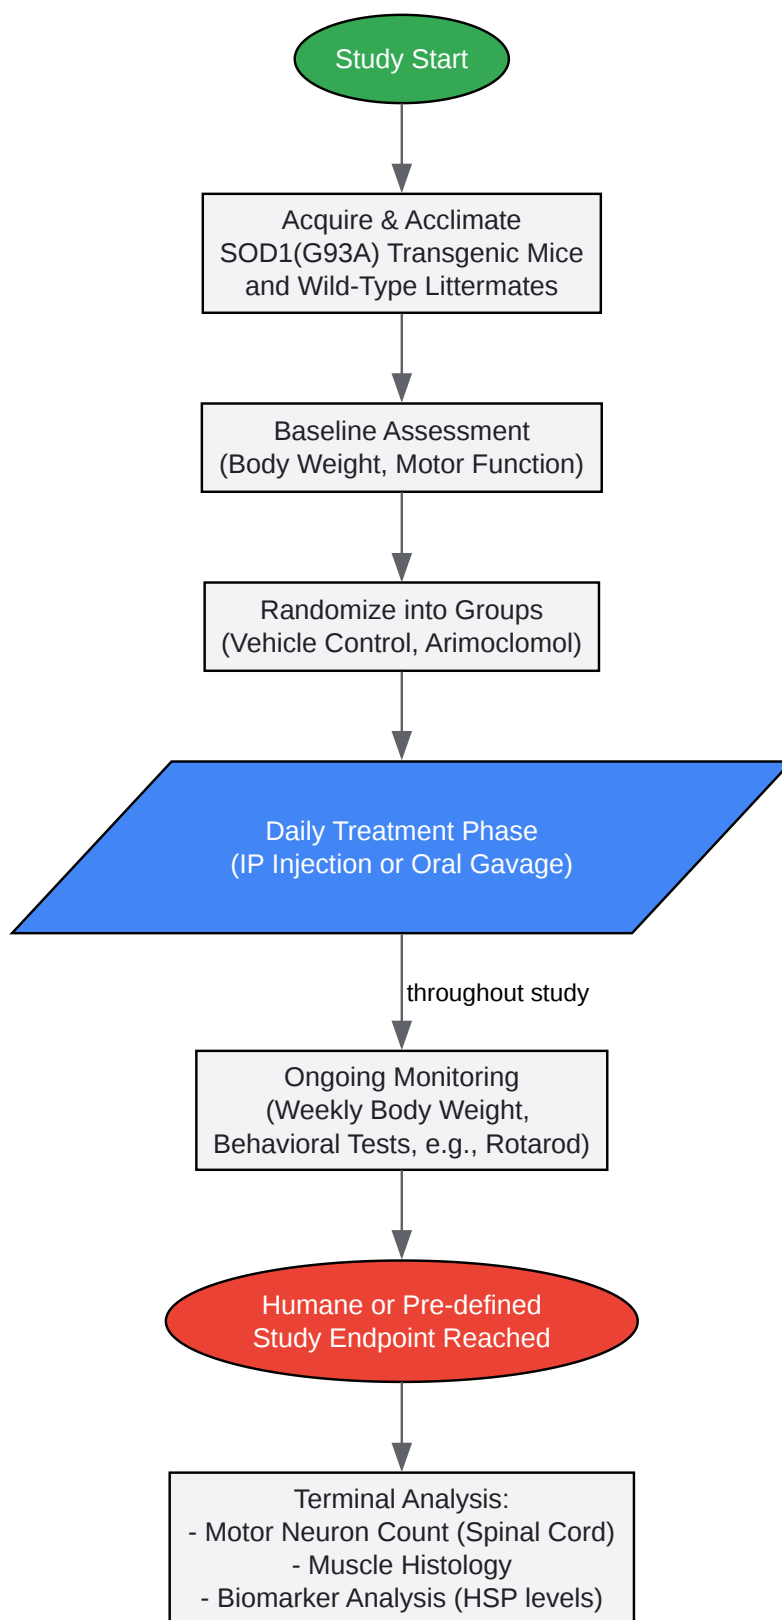 Study Start
Acquire & Acclimate
SOD1(G93A) Transgenic Mice
and Wild-Type Littermates
Baseline Assessment
(Body Weight, Motor Function)
Randomize into Groups
(Vehicle Control, Arimoclomol)
Daily Treatment Phase
(IP Injection or Oral Gavage)
throughout study
Ongoing Monitoring
(Weekly Body Weight,
Behavioral Tests, e.g., Rotarod)
Humane or Pre-defined
Study Endpoint Reached
Terminal Analysis:
- Motor Neuron Count (Spinal Cord)
- Muscle Histology
- Biomarker Analysis (HSP levels)